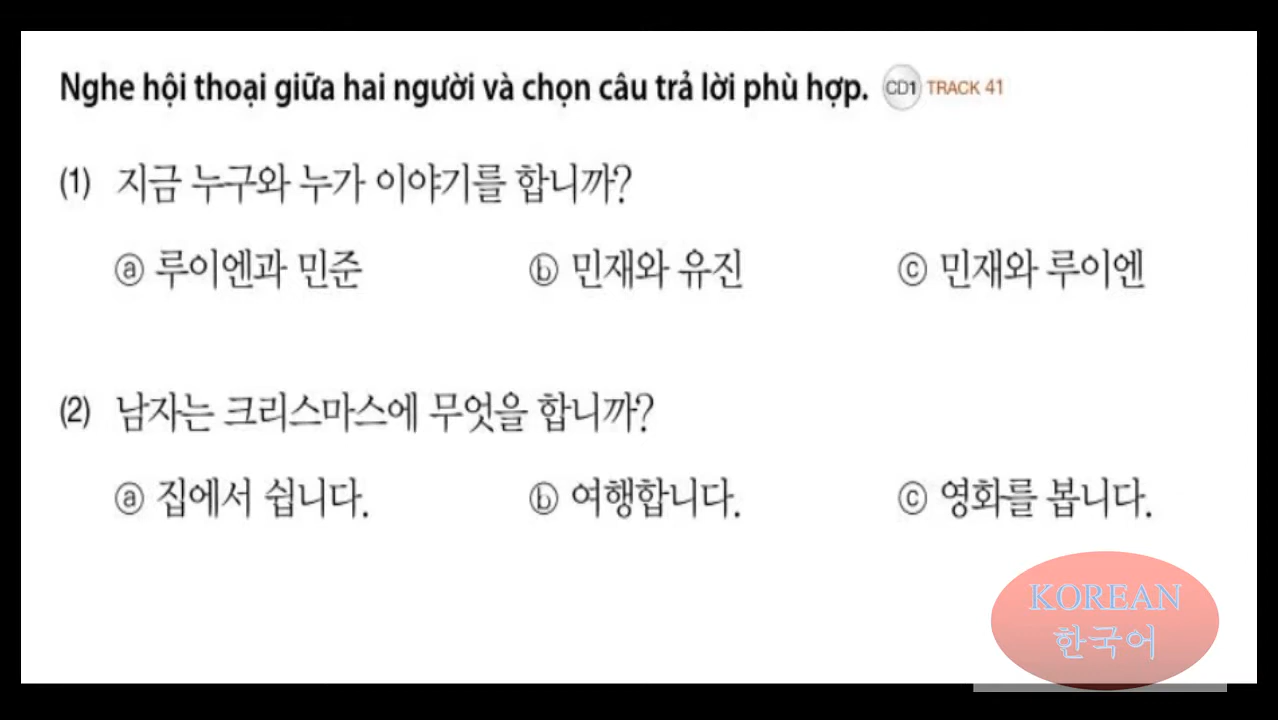 Nghe hội thoại giữa hai người và chọn câu trả lời phù hợp. CD1 TRACK 41
(1) 지금 누구와 누가 이야기를 합니까?
ⓐ 루이엔과 민준 ⓑ 민재와 유진 ⓒ 민재와 루이엔
(2) 남자는 크리스마스에 무엇을 합니까?
ⓐ 집에서 쉽니다. ⓑ 여행합니다. ⓒ 영화를 봅니다.
KOREAN
한국어